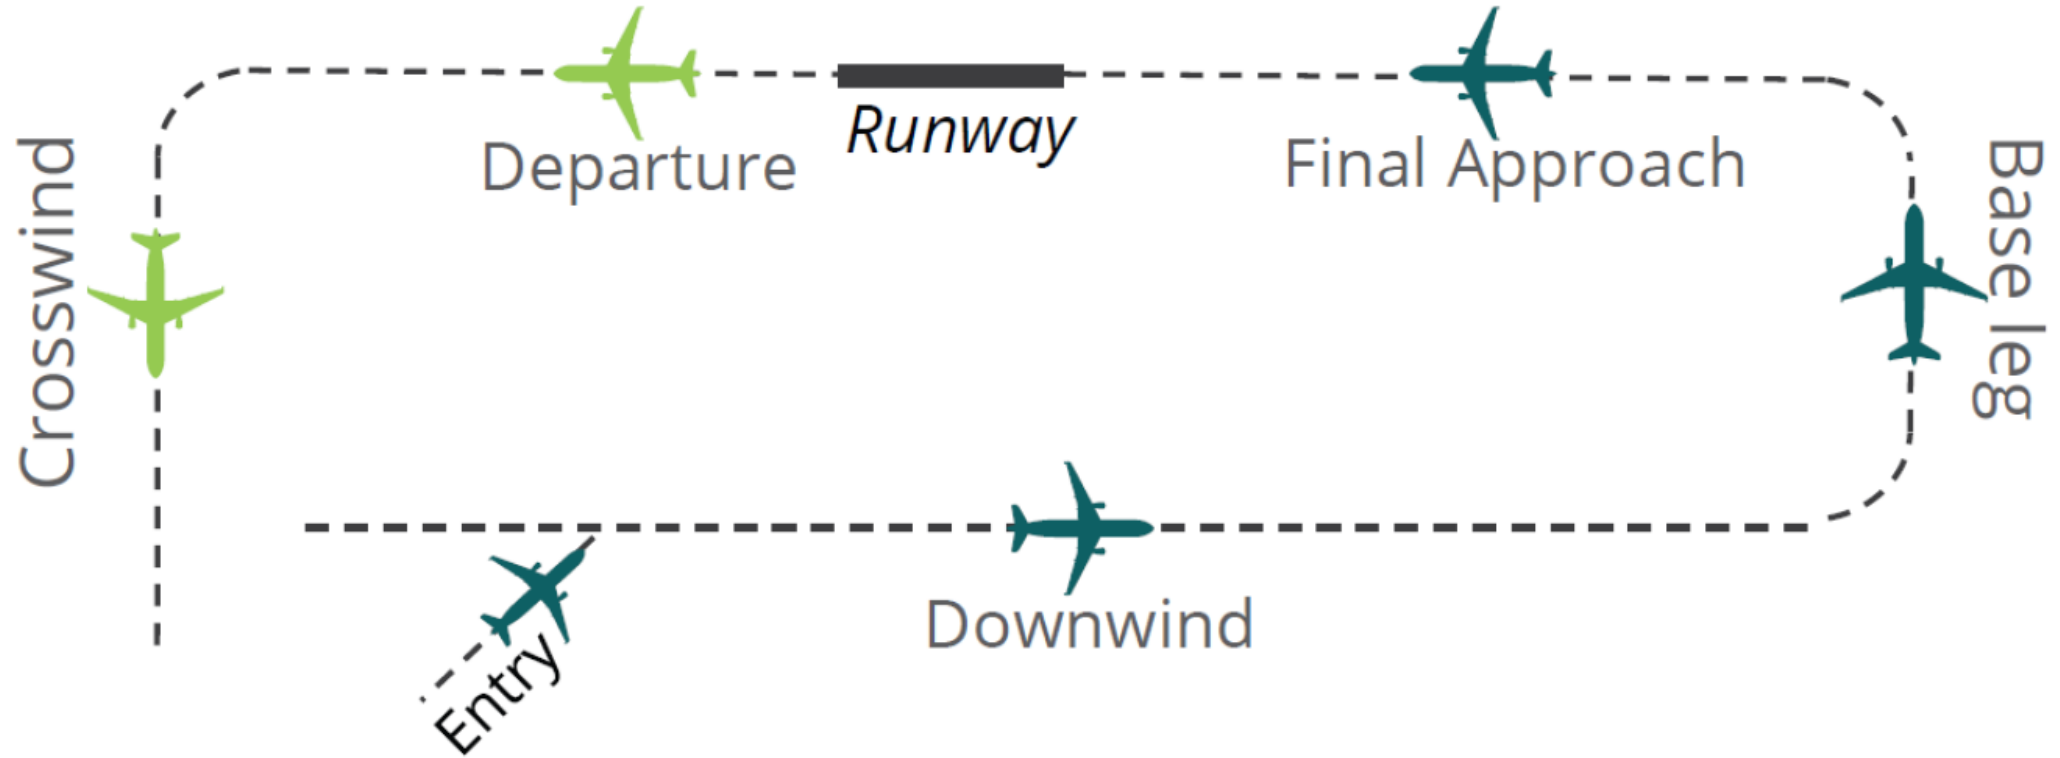 Runway
Departure
Final Approach
Crosswind
Base leg
Downwind
Entry